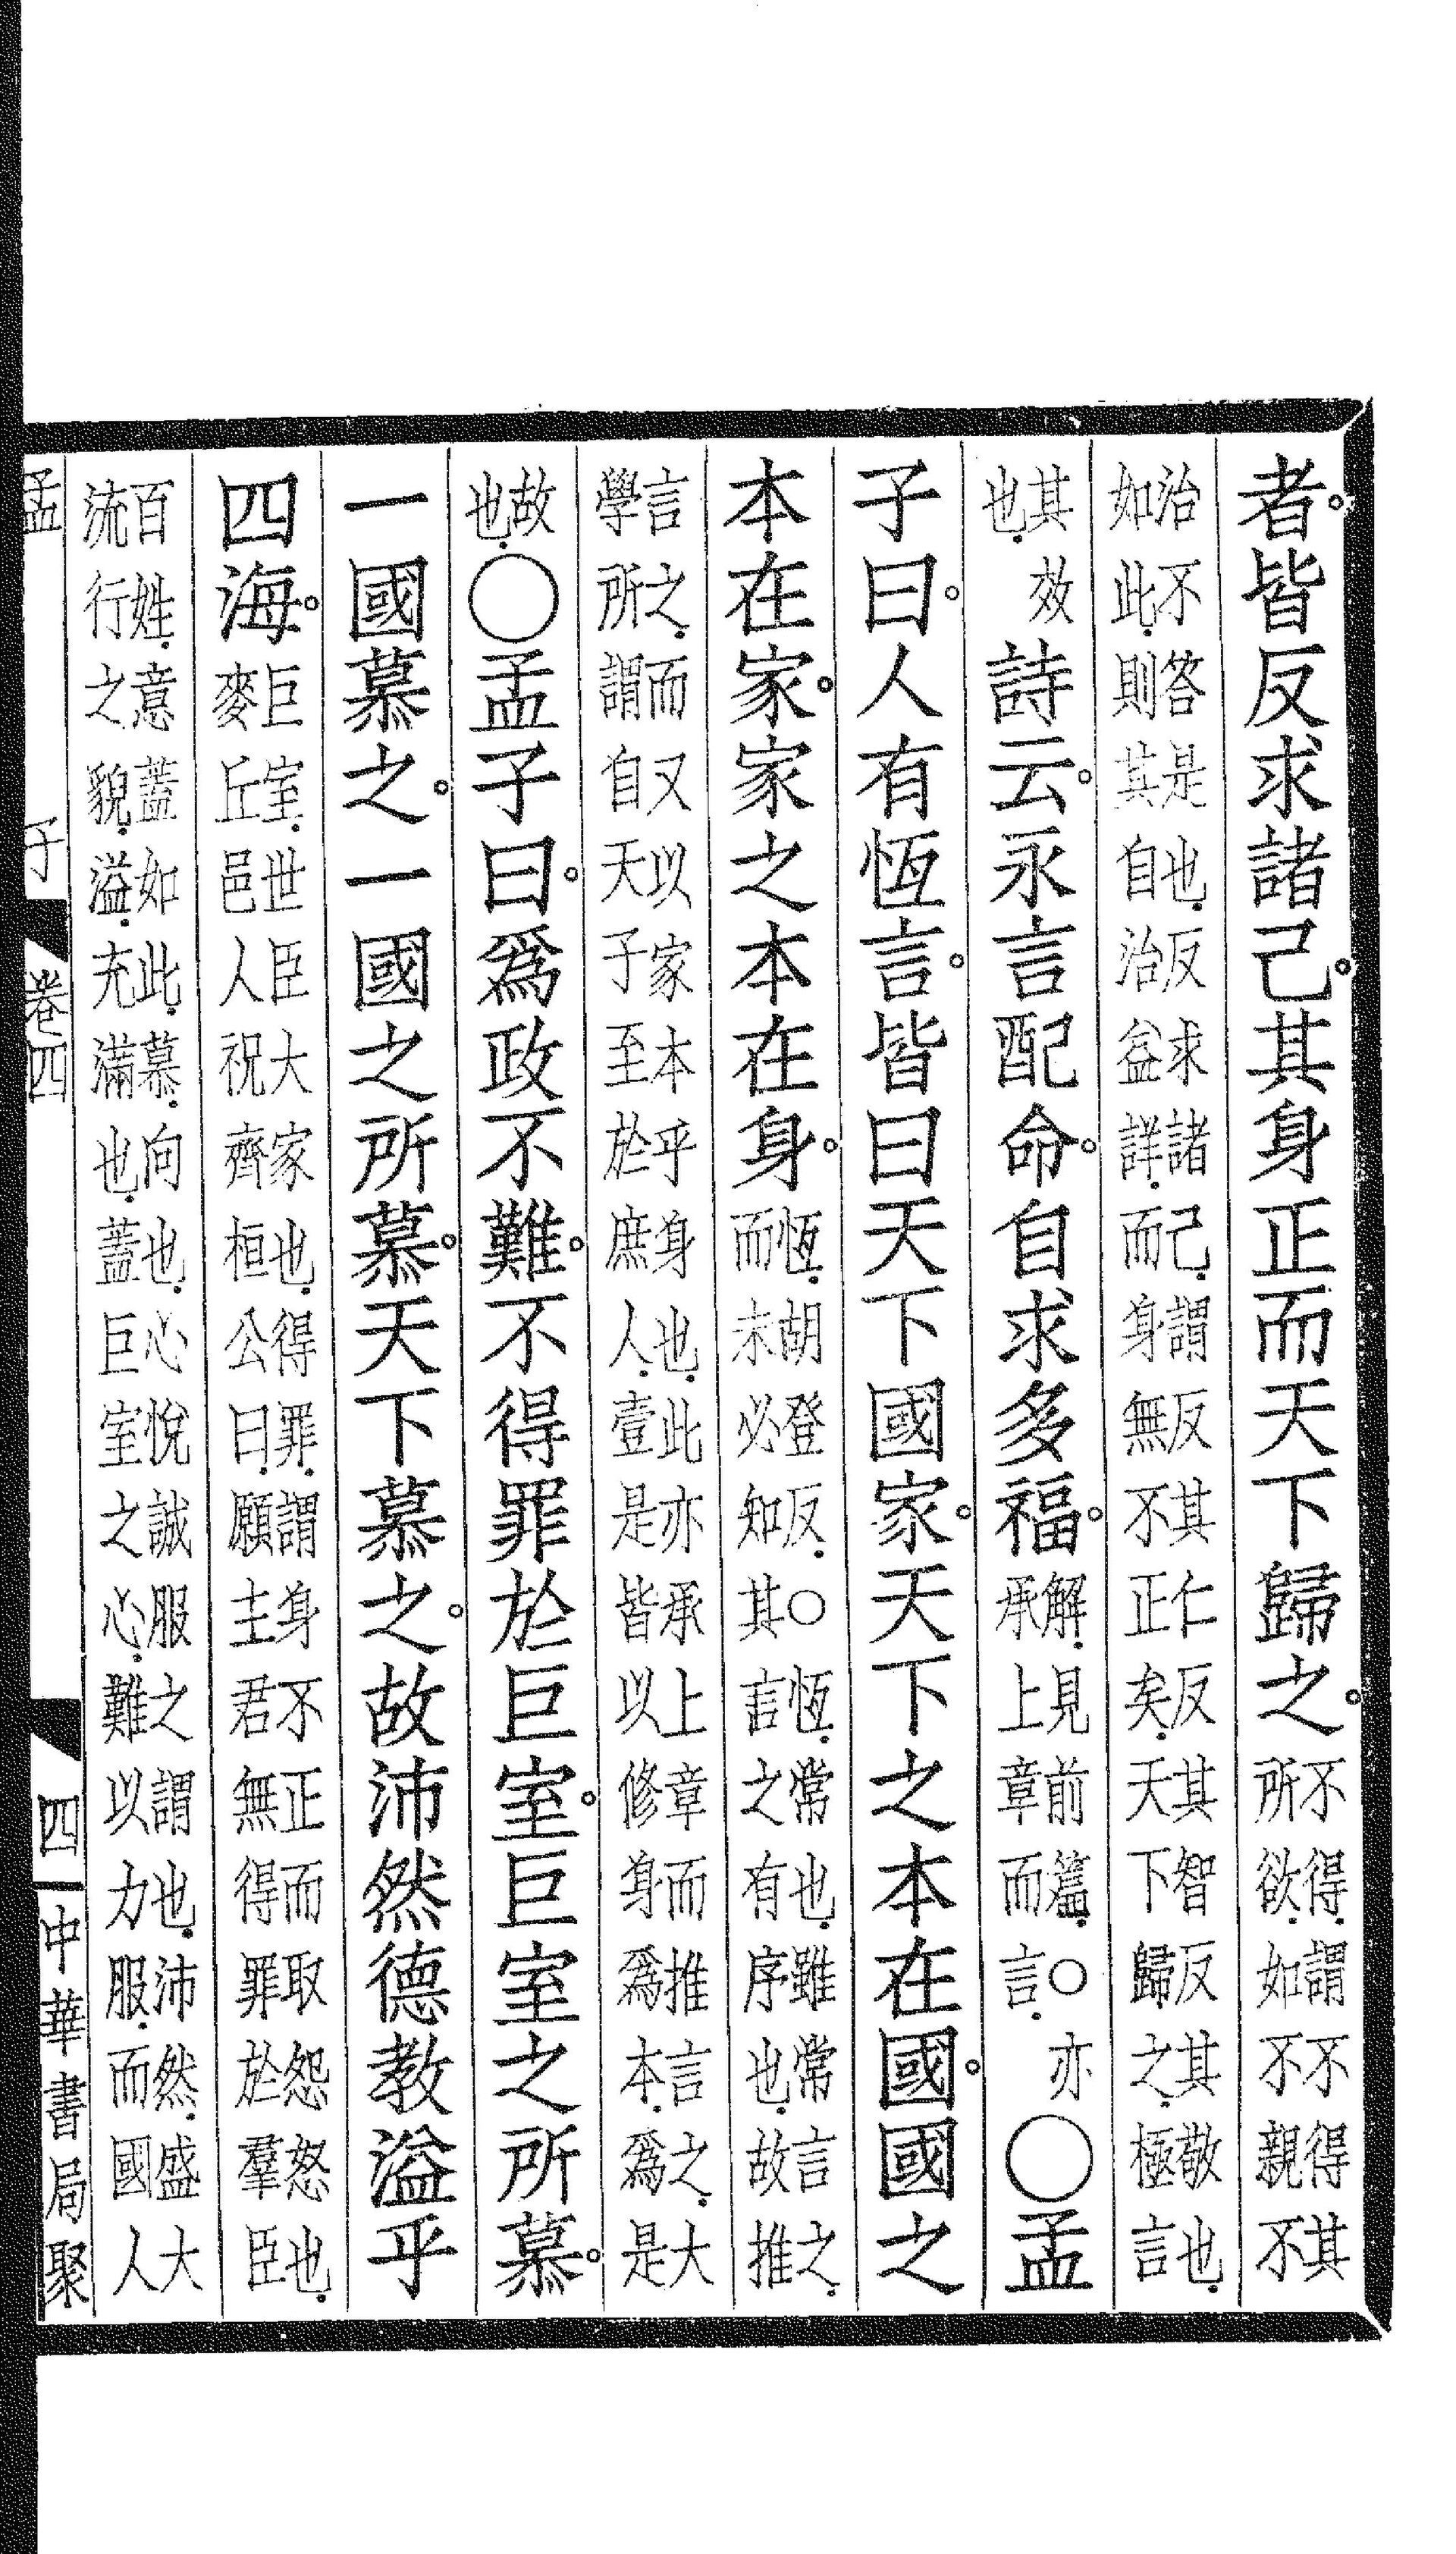 者。皆反求諸己。其身正而天下歸之。不得。謂不得其
所欲。如不親不
治不答是也。反求諸己。謂反其仁反其智反其敬也。
如此。則其自治益詳。而身無不正矣。天下歸之。極言
其效
也。
詩云。永言配命。自求多福。解。見前篇。○亦
承上章而言。
○孟
子曰。人有恆言。皆曰天下國家。天下之本在國。國之
本在家。家之本在身。恆。胡登反。○恆。常也。雖常言之。
而未必知其言之有序也。故推
言之。而又以家本乎身也。此亦承上章而推言之。大
學所謂自天子至於庶人。壹是皆以修身爲本。爲是
故
也。
○孟子曰。爲政不難。不得罪於巨室。巨室之所慕。
一國慕之。一國之所慕。天下慕之。故沛然德教溢乎
四海。巨室。世臣大家也。得罪。謂身不正而取怨怒也。
麥丘邑人祝齊桓公曰。願主君無得罪於羣臣
百姓。意蓋如此。慕。向也。心悅誠服之謂也。沛然。盛大
流行之貌。溢。充滿也。蓋巨室之心。難以力服。而國人
孟子 卷四 四 中華書局聚